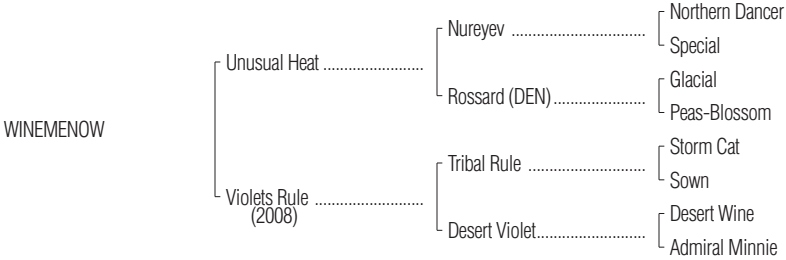 Northern Dancer
Nureyev ................................
Special
Unusual Heat ........................
Glacial
Rossard (DEN) ......................
Peas-Blossom
WINEMENOW
Storm Cat
Tribal Rule ............................
Sown
Violets Rule ..........................
(2008)
Desert Wine
Desert Violet..........................
Admiral Minnie